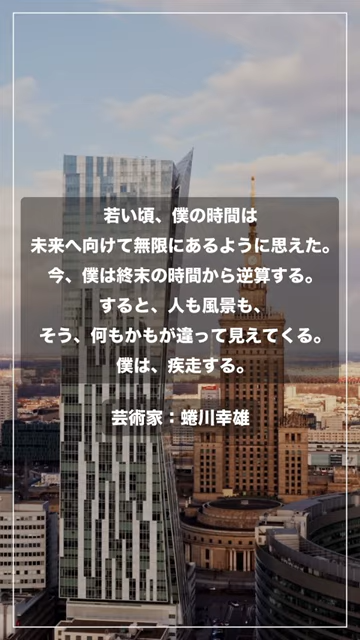 若い頃、僕の時間は
未来へ向けて無限にあるように思えた。
今、僕は終末の時間から逆算する。
すると、人も風景も、
そう、何もかもが違って見えてくる。
僕は、疾走する。
芸術家：蜷川幸雄